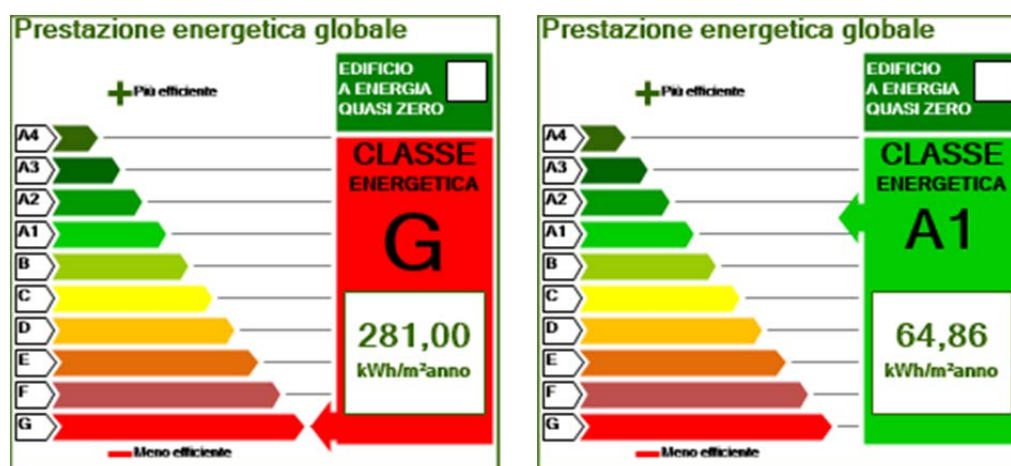 Prestazione energetica globale
EDIFICIO
A ENERGIA
QUASI ZERO
Più efficiente
A4
A3
A2
A1
B
C
D
E
F
G
CLASSE
ENERGETICA
G
281,00
kWh/m²anno
Meno efficiente
Prestazione energetica globale
EDIFICIO
A ENERGIA
QUASI ZERO
Più efficiente
A4
A3
A2
A1
B
C
D
E
F
G
CLASSE
ENERGETICA
A1
64,86
kWh/m²anno
Meno efficiente